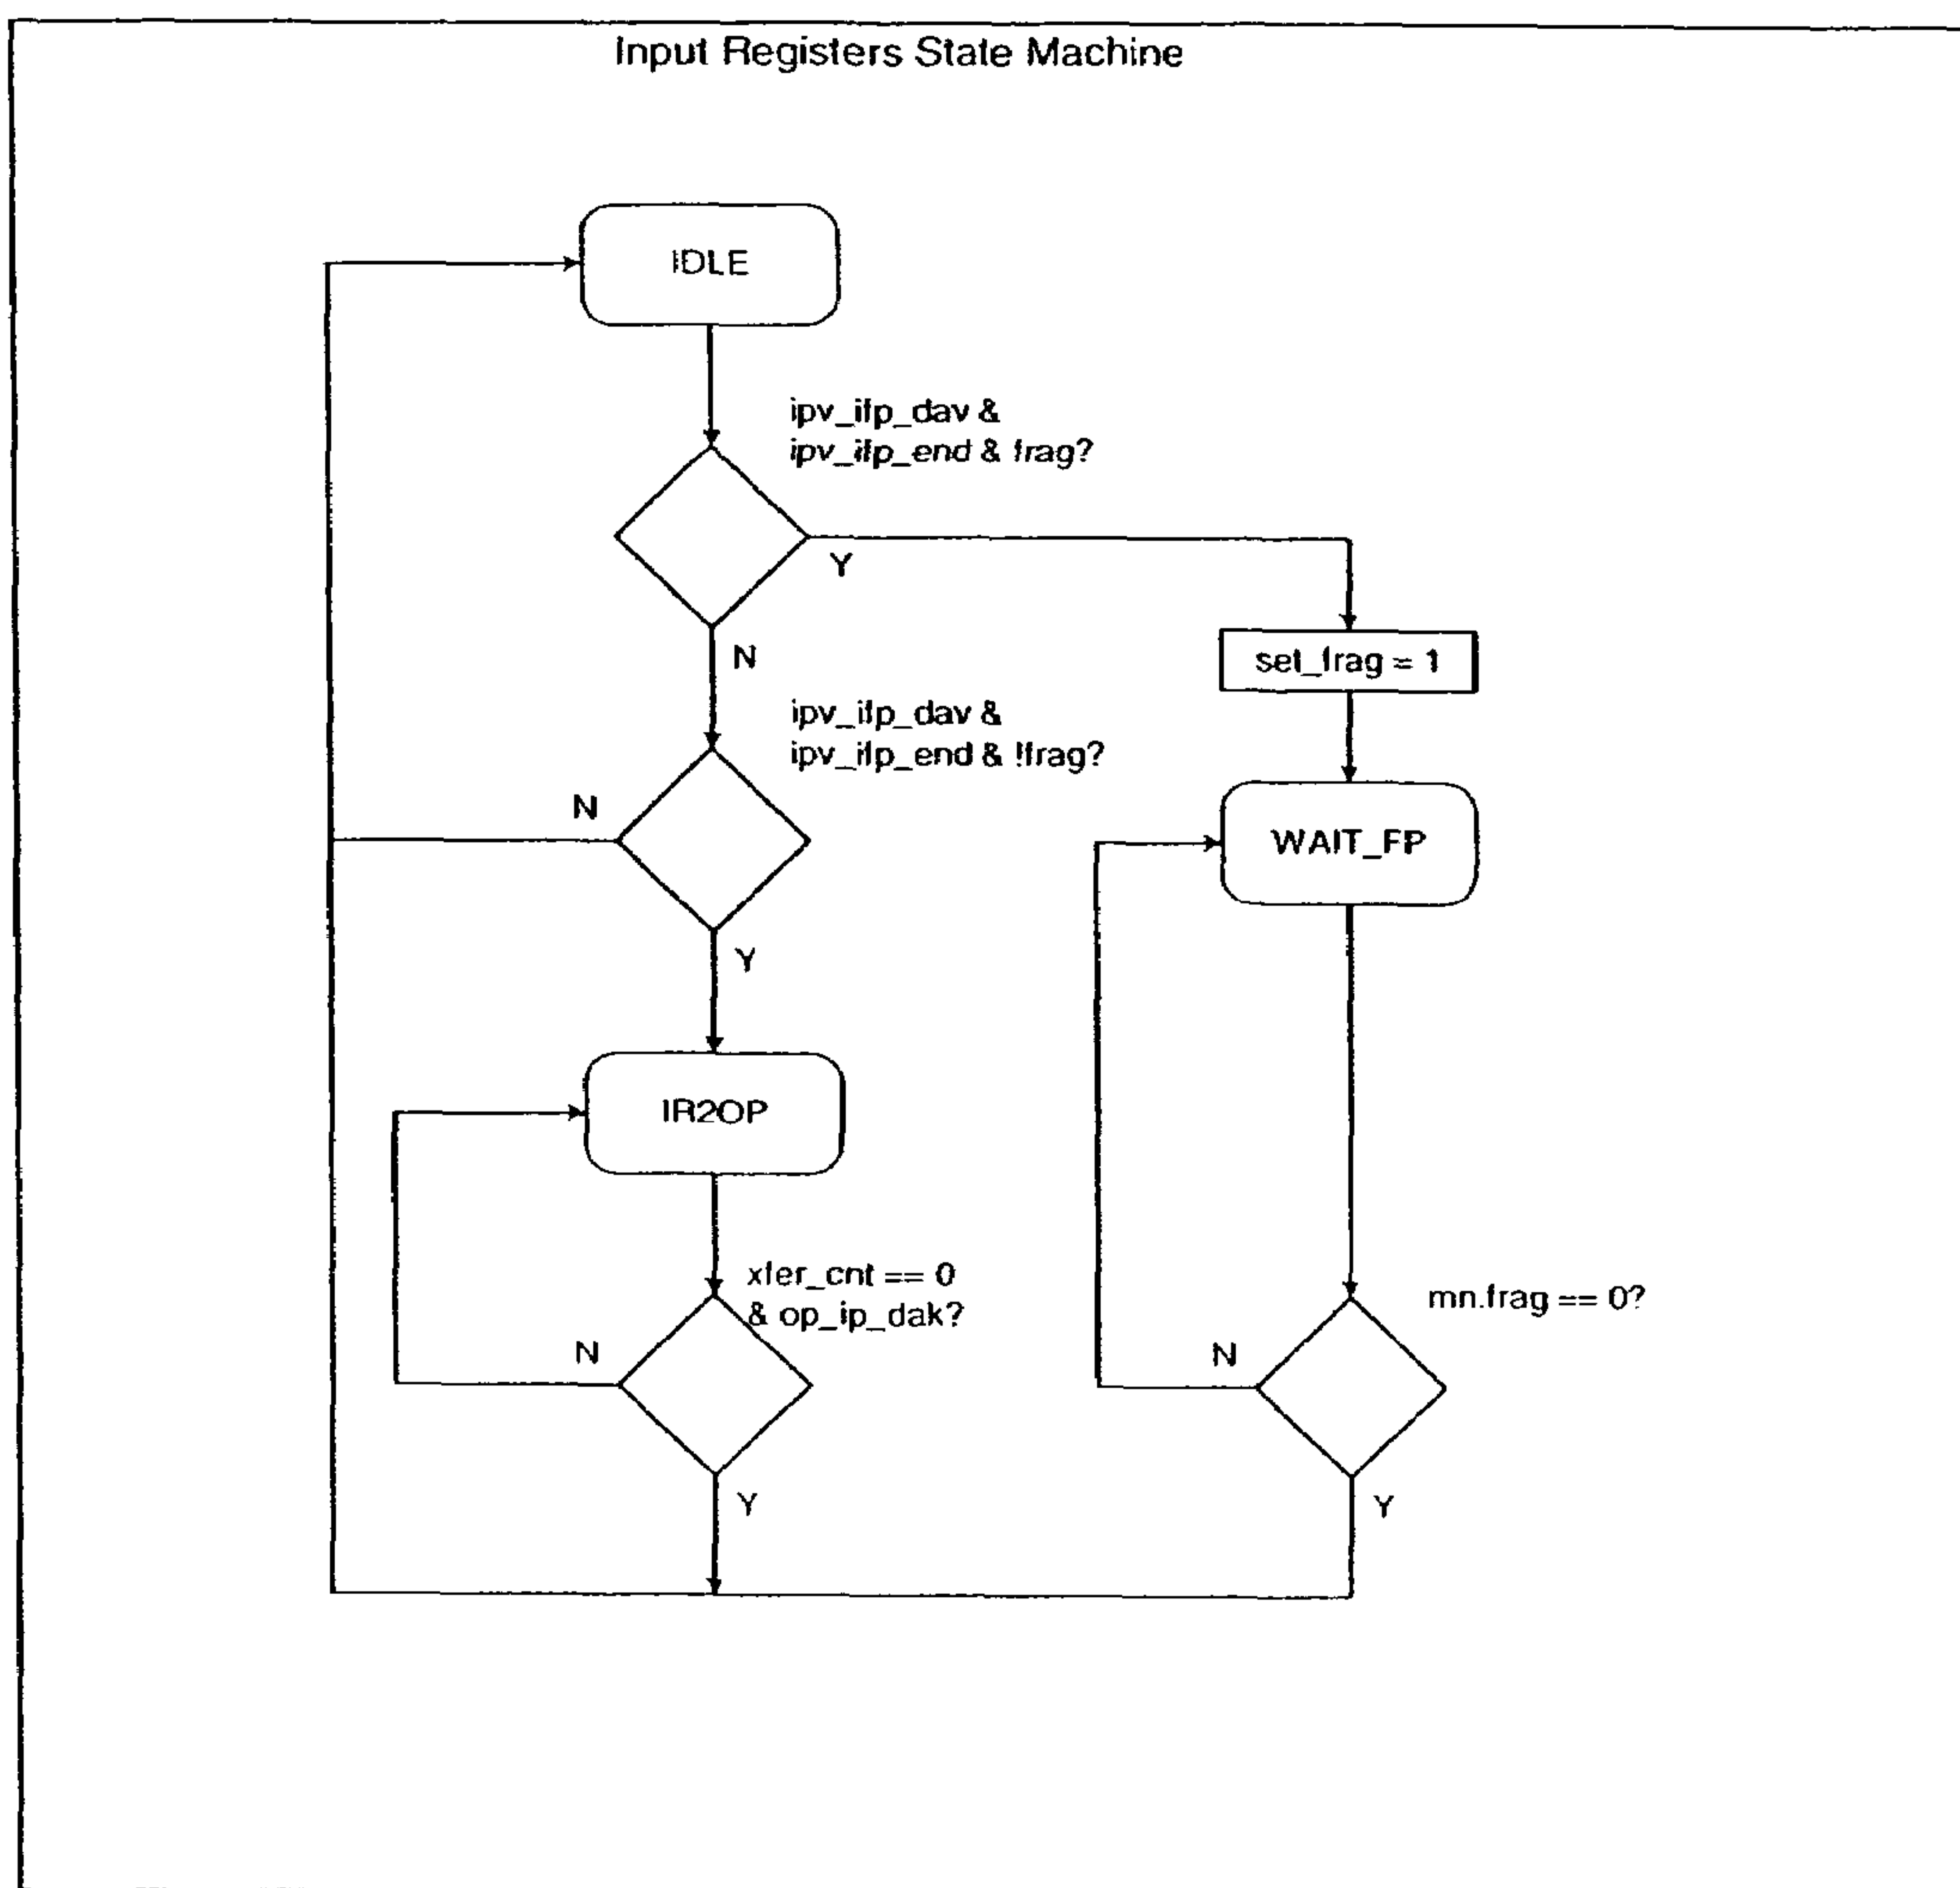 Input Registers State Machine
IDLE
ipv_ifp_dav &
ipv_ifp_end & frag?
Y
N
set_frag = 1
ipv_ifp_dav &
ipv_ifp_end & !frag?
N
WAIT_FP
Y
IR2OP
xfer_cnt == 0
& op_ip_dak?
mn.frag == 0?
N
N
Y
Y